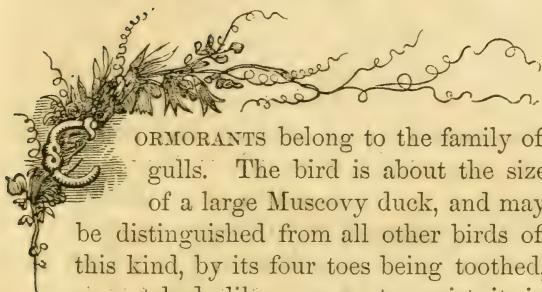 CORMORANTS belong to the family of
gulls. The bird is about the size
of a large Muscovy duck, and may
be distinguished from all other birds of
this kind, by its four toes being toothed